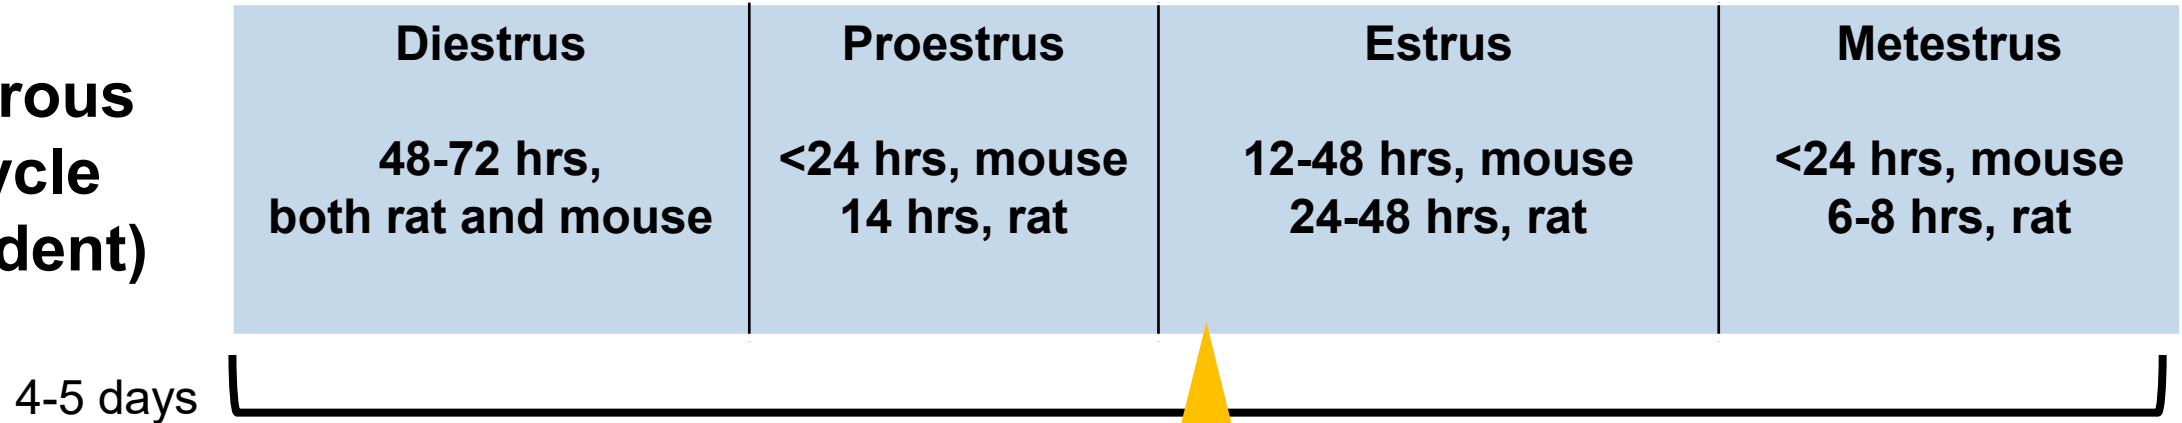 Diestrus
Proestrus
Estrus
Metestrus
rous
ycle
dent)
48-72 hrs,
both rat and mouse
<24 hrs, mouse
14 hrs, rat
12-48 hrs, mouse
24-48 hrs, rat
<24 hrs, mouse
6-8 hrs, rat
4-5 days